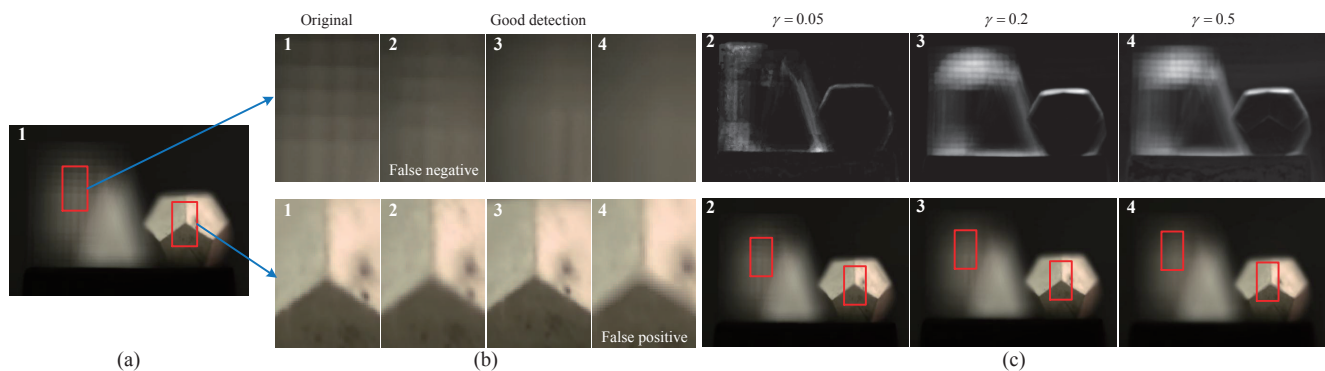 Original Good detection γ = 0.05 γ = 0.2 γ = 0.5
1 2 3 4 2 3 4
1
False negative
1 2 3 4 2 3 4
False positive
(a) (b) (c)